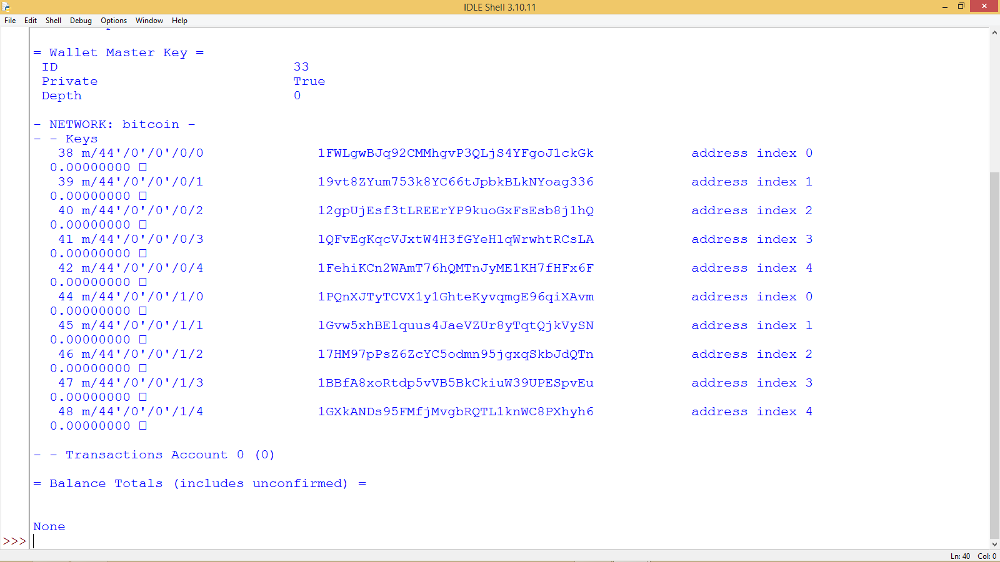 IDLE Shell 3.10.11
File Edit Shell Debug Options Window Help
= Wallet Master Key =
ID 33
Private True
Depth 0
- NETWORK: bitcoin -
- - Keys
38 m/44'/0'/0'/0/0 1FWLgwBJq92CMMhgvP3QLjS4YFgoJ1ckGk address index 0
0.00000000 □
39 m/44'/0'/0'/0/1 19vt8ZYum753k8YC66tJpbkBLkNYoag336 address index 1
0.00000000 □
40 m/44'/0'/0'/0/2 12gpUjEsf3tLREErYP9kuoGxFsEsb8j1hQ address index 2
0.00000000 □
41 m/44'/0'/0'/0/3 1QFvEgKqcVJxtW4H3fGYeH1qWrwhtRCsLA address index 3
0.00000000 □
42 m/44'/0'/0'/0/4 1FehiKCn2WAmT76hQMTnJyME1KH7fHFx6F address index 4
0.00000000 □
44 m/44'/0'/0'/1/0 1PQnXJTyTCVX1y1GhteKyvqmgE96qiXAvm address index 0
0.00000000 □
45 m/44'/0'/0'/1/1 1Gvw5xhBE1quus4JaeVZUr8yTqtQjkVySN address index 1
0.00000000 □
46 m/44'/0'/0'/1/2 17HM97pPsZ6ZcYC5odmn95jgxqSkbJdQTn address index 2
0.00000000 □
47 m/44'/0'/0'/1/3 1BBfA8xoRtdp5vVB5BkCkiuW39UPESpvEu address index 3
0.00000000 □
48 m/44'/0'/0'/1/4 1GXkANDs95FMfjMvgbRQTL1knWC8PXhyh6 address index 4
0.00000000 □
- - Transactions Account 0 (0)
= Balance Totals (includes unconfirmed) =
None
>>>
Ln: 40 Col: 0